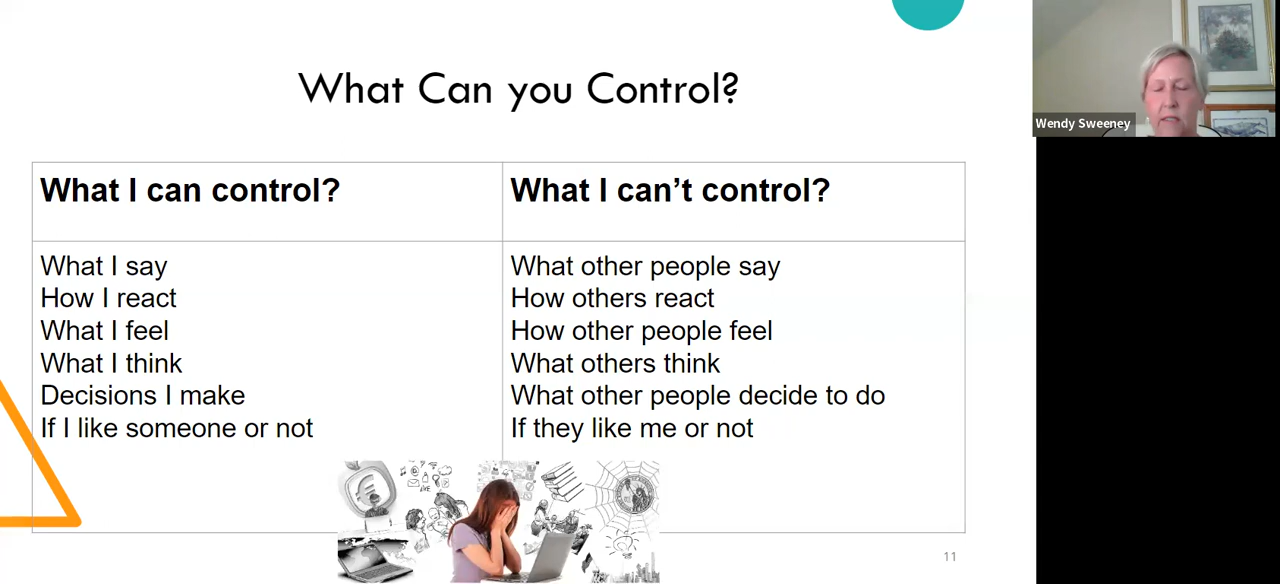 What Can you Control?
Wendy Sweeney
What I can control?
What I can't control?
What I say
How I react
What I feel
What I think
Decisions I make
If I like someone or not
What other people say
How others react
How other people feel
What others think
What other people decide to do
If they like me or not
11